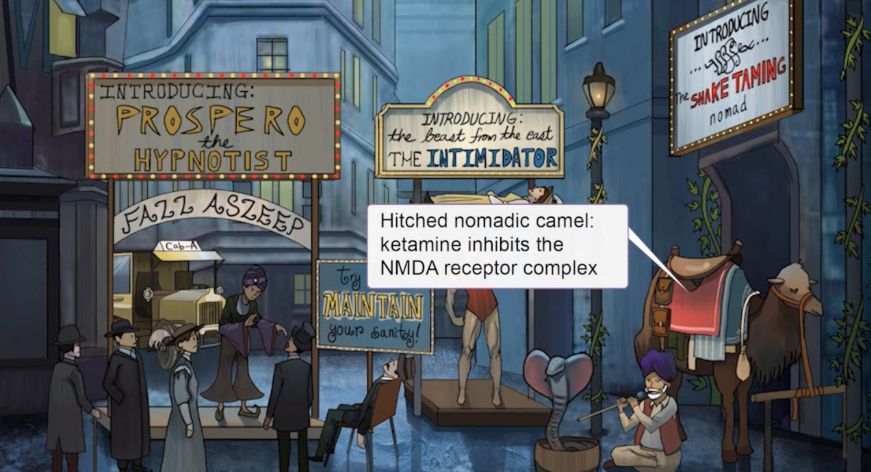 INTRODUCING:
PROSPERO
the
HYPNOTIST
FAZZ ASZEEP
Cab-A
try
MAINTAIN
your sanity!
INTRODUCING:
the beast from the east
THE INTIMIDATOR
Hitched nomadic camel:
ketamine inhibits the
NMDA receptor complex
INTRODUCING
...
...
The SNAKE TAMING
nomad